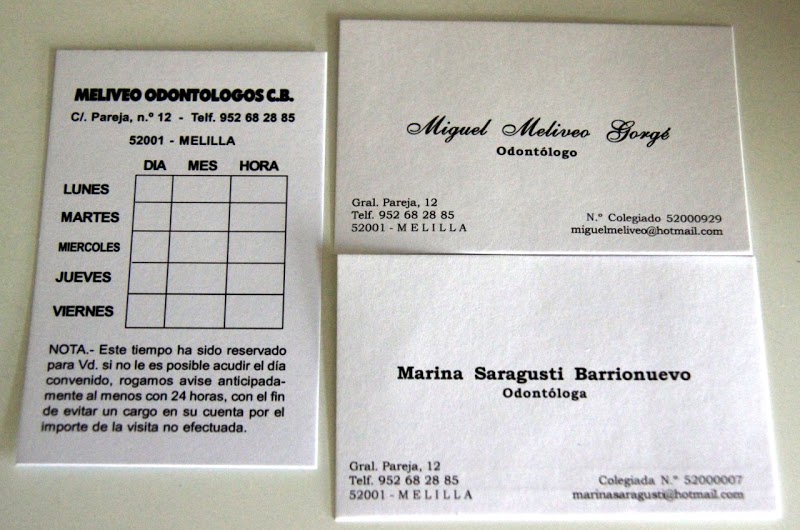 MELIVEO ODONTOLOGOS C.B.
C/. Pareja, n.º 12 - Telf. 952 68 28 85
52001 - MELILLA
DIA MES HORA
LUNES
MARTES
MIERCOLES
JUEVES
VIERNES
NOTA.- Este tiempo ha sido reservado
para Vd. si no le es posible acudir el día
convenido, rogamos avise anticipada-
mente al menos con 24 horas, con el fin
de evitar un cargo en su cuenta por el
importe de la visita no efectuada.
Miguel Meliveo Gorgé
Odontólogo
Gral. Pareja, 12
Telf. 952 68 28 85
52001 - MELILLA
N.º Colegiado 52000929
miguelmeliveo@hotmail.com
Marina Saragusti Barrionuevo
Odontóloga
Gral. Pareja, 12
Telf. 952 68 28 85
52001 - MELILLA
Colegiada N.º 52000007
marinasaragusti@hotmail.com